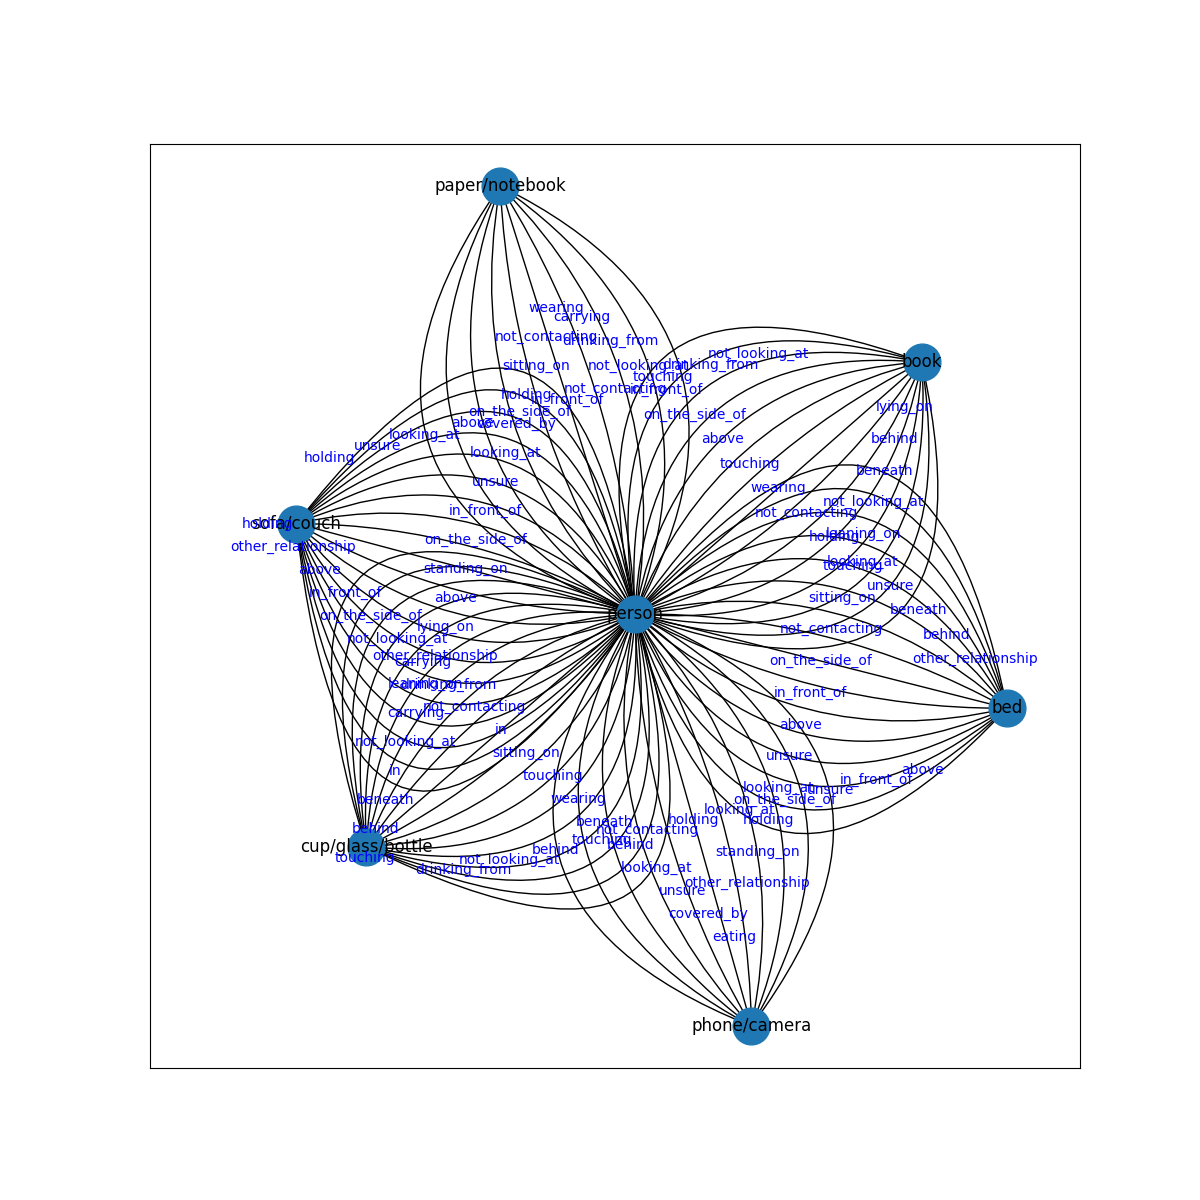 paper/notebook
wearing
carrying
not_contacting
drinking_from
not_looking_at
book
sitting_on
not_looking_at
drinking_from
touching
not_contacting
in_front_of
holding
in_front_of
lying_on
on_the_side_of
on_the_side_of
above
covered_by
looking_at
behind
above
unsure
looking_at
holding
touching
beneath
unsure
wearing
not_looking_at
in_front_of
not_contacting
holding
sofa/couch
leaning_on
holding
on_the_side_of
other_relationship
looking_at
touching
above
standing_on
unsure
in_front_of
above
sitting_on
beneath
on_the_side_of
person
lying_on
not_contacting
behind
not_looking_at
other_relationship
carrying
on_the_side_of
other_relationship
leaning_on
drinking_from
in_front_of
not_contacting
bed
carrying
in
above
not_looking_at
sitting_on
unsure
in
touching
above
in_front_of
looking_at
unsure
beneath
wearing
on_the_side_of
looking_at
behind
beneath
holding
holding
not_contacting
touching
behind
cup/glass/bottle
behind
standing_on
touching
not_looking_at
drinking_from
looking_at
other_relationship
unsure
covered_by
eating
phone/camera